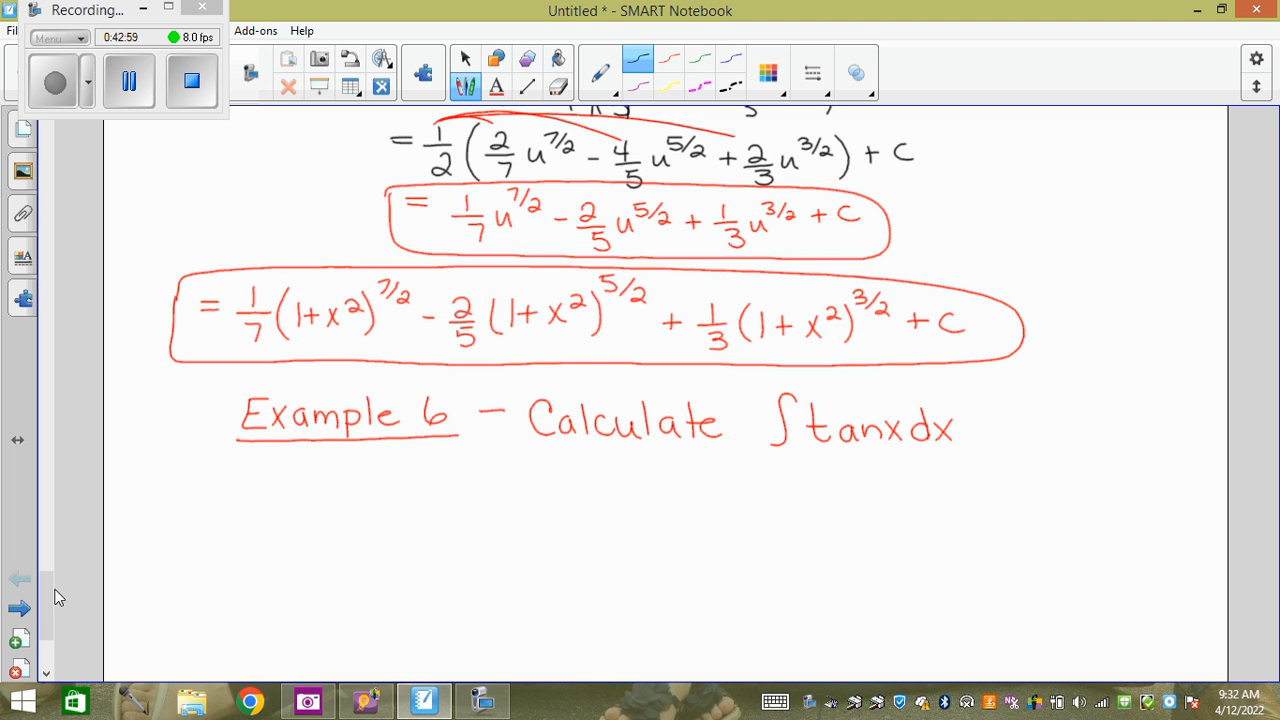 Untitled * - SMART Notebook
Recording...
Menu
0:42:59
8.0 fps
Add-ons Help
= 1/2 (2/7 u^7/2 - 4/5 u^5/2 + 2/3 u^3/2) + C
= 1/7 u^7/2 - 2/5 u^5/2 + 1/3 u^3/2 + C
= 1/7 (1+x^2)^7/2 - 2/5 (1+x^2)^5/2 + 1/3 (1+x^2)^3/2 + C
Example 6 - Calculate ∫tanxdx
9:32 AM
4/12/2022